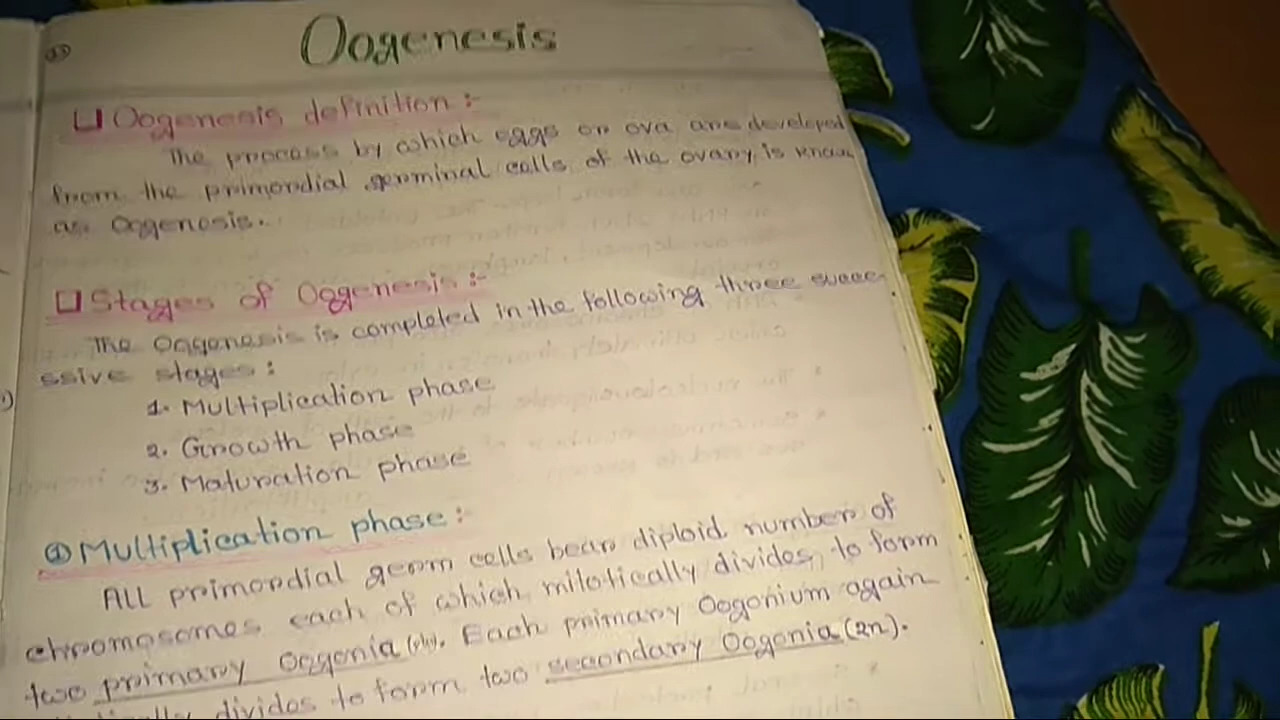 Oogenesis
Oogenesis definition :-
The process by which eggs or ova are developed
from the primordial germinal cells of the ovary is known
as Oogenesis.
Stages of Oogenesis :-
The Oogenesis is completed in the following three succe-
ssive stages :
1. Multiplication phase
2. Growth phase
3. Maturation phase
① Multiplication phase :
All primordial germ cells bear diploid number of
chromosomes each of which mitotically divides, to form
two primary Oogonia. Each primary Oogonium again
divides to form two secondary Oogonia (2n).